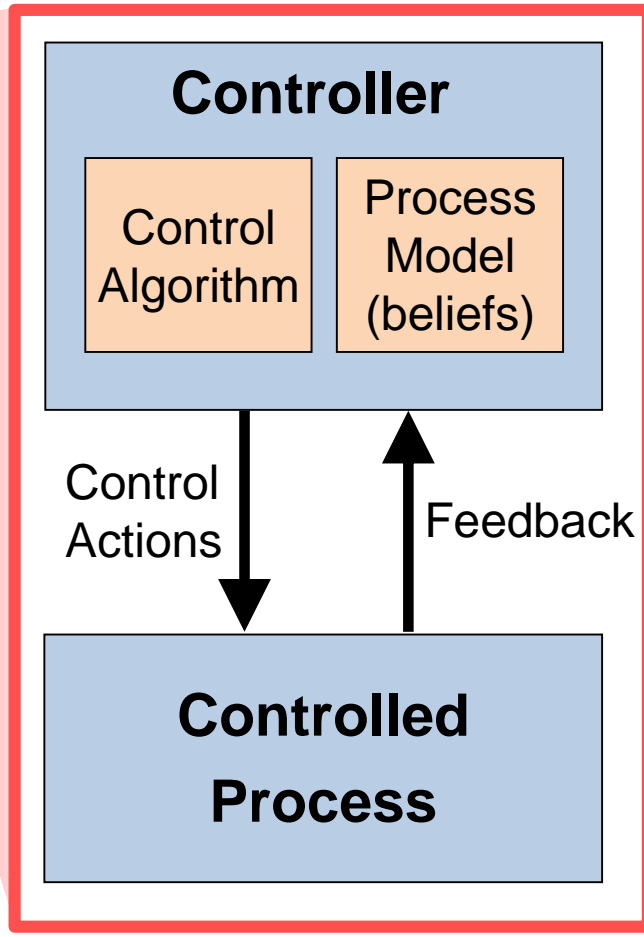 Controller
Control
Algorithm
Process
Model
(beliefs)
Control
Actions
Feedback
Controlled
Process